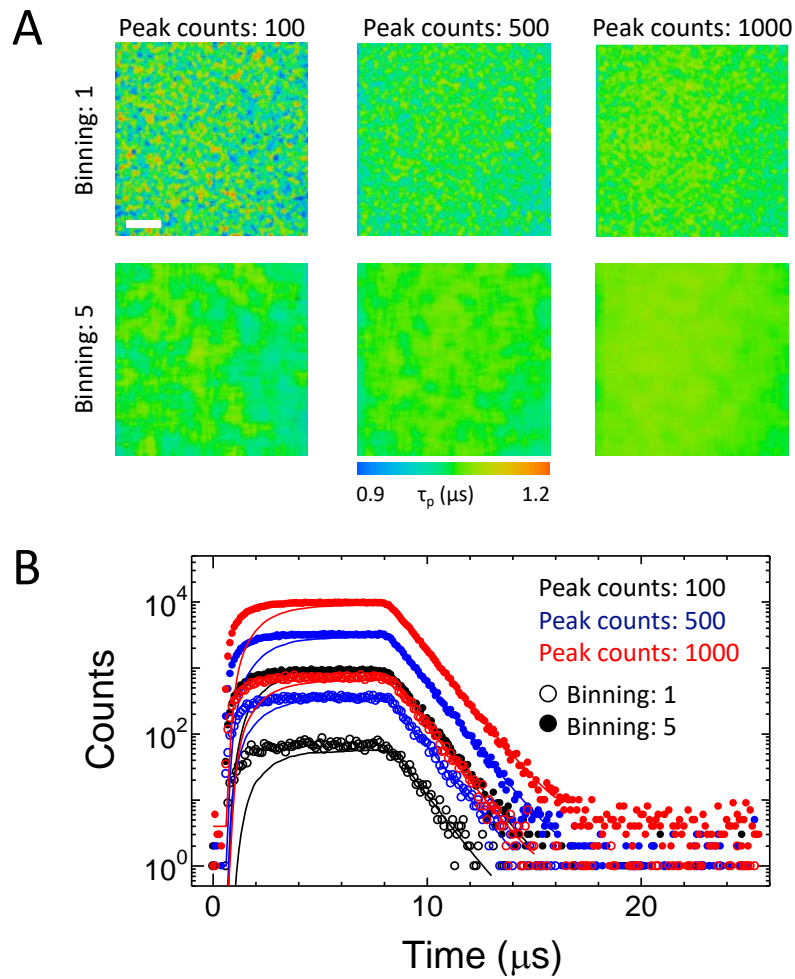 A
Peak counts: 100
Peak counts: 500
Peak counts: 1000
Binning: 1
Binning: 5
0.9 τp (μs) 1.2
B
Peak counts: 100
Peak counts: 500
Peak counts: 1000
Binning: 1
Binning: 5
Counts
10⁴
10²
10⁰
0 10 20
Time (μs)